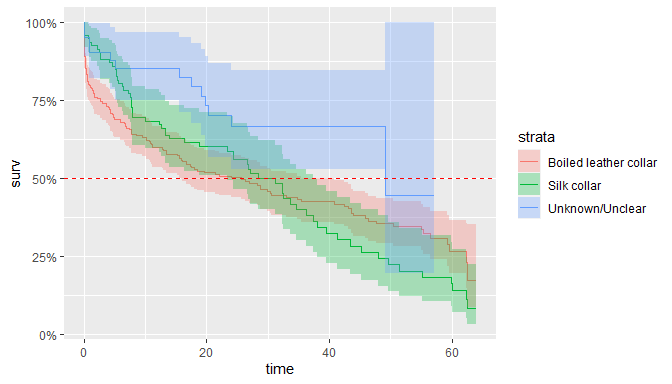 100%
75%
50%
25%
0%
surv
0
20
40
60
time
strata
Boiled leather collar
Silk collar
Unknown/Unclear